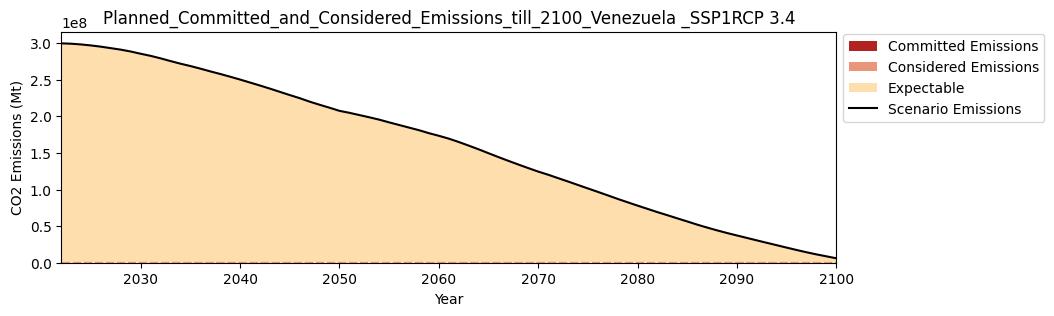 Planned_Committed_and_Considered_Emissions_till_2100_Venezuela _SSP1RCP 3.4
1e8
3.0
2.5
2.0
1.5
1.0
0.5
0.0
CO2 Emissions (Mt)
2030 2040 2050 2060 2070 2080 2090 2100
Year
Committed Emissions
Considered Emissions
Expectable
Scenario Emissions